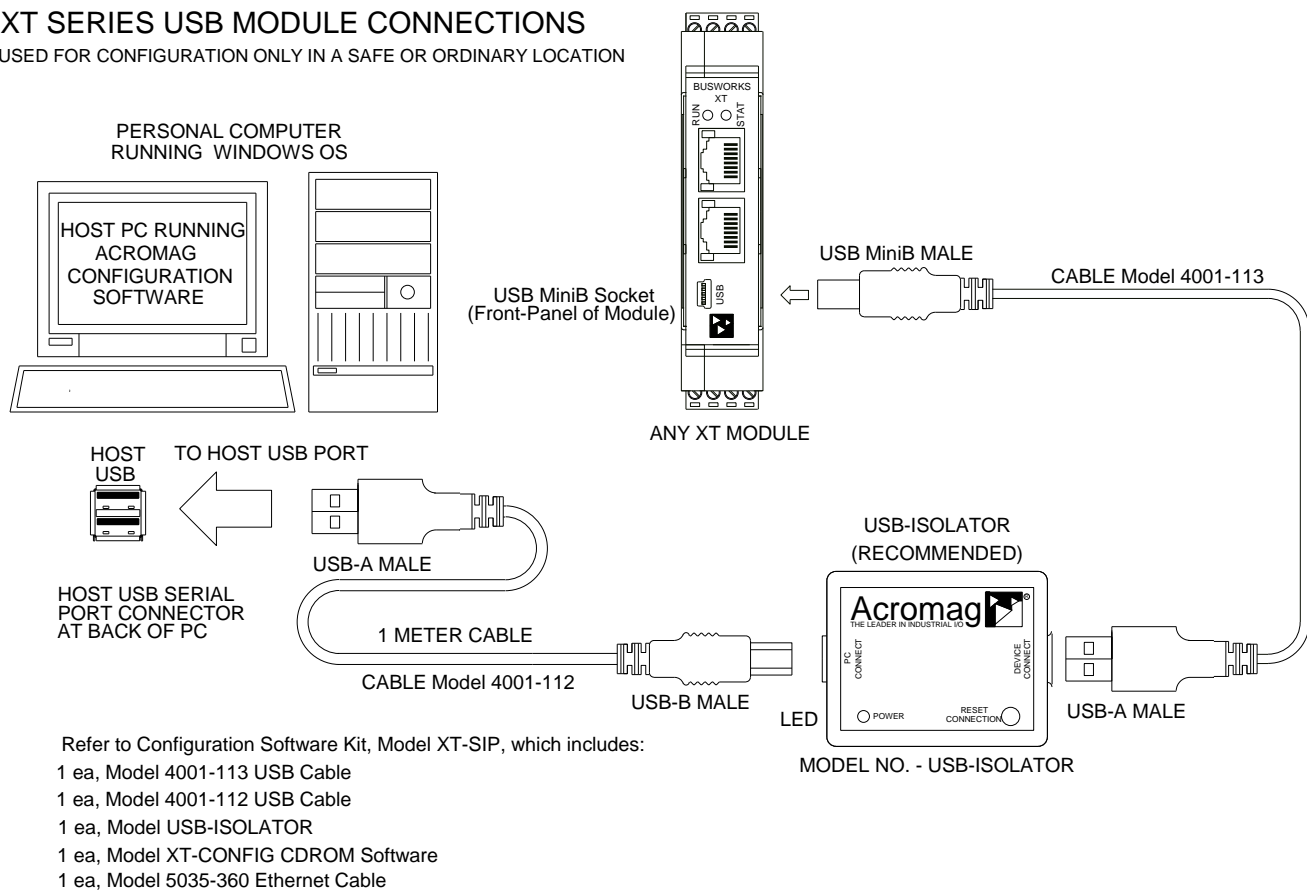 XT SERIES USB MODULE CONNECTIONS
USED FOR CONFIGURATION ONLY IN A SAFE OR ORDINARY LOCATION
PERSONAL COMPUTER
RUNNING WINDOWS OS
HOST PC RUNNING
ACROMAG
CONFIGURATION
SOFTWARE
BUSWORKS
XT
RUN
STAT
USB
USB MiniB Socket
(Front-Panel of Module)
USB MiniB MALE
CABLE Model 4001-113
ANY XT MODULE
HOST
USB
TO HOST USB PORT
USB-A MALE
HOST USB SERIAL
PORT CONNECTOR
AT BACK OF PC
1 METER CABLE
CABLE Model 4001-112
USB-B MALE
USB-ISOLATOR
(RECOMMENDED)
Acromag
®
THE LEADER IN INDUSTRIAL I/O
PC
CONNECT
DEVICE
CONNECT
LED
POWER
RESET
CONNECTION
USB-A MALE
MODEL NO. - USB-ISOLATOR
Refer to Configuration Software Kit, Model XT-SIP, which includes:
1 ea, Model 4001-113 USB Cable
1 ea, Model 4001-112 USB Cable
1 ea, Model USB-ISOLATOR
1 ea, Model XT-CONFIG CDROM Software
1 ea, Model 5035-360 Ethernet Cable